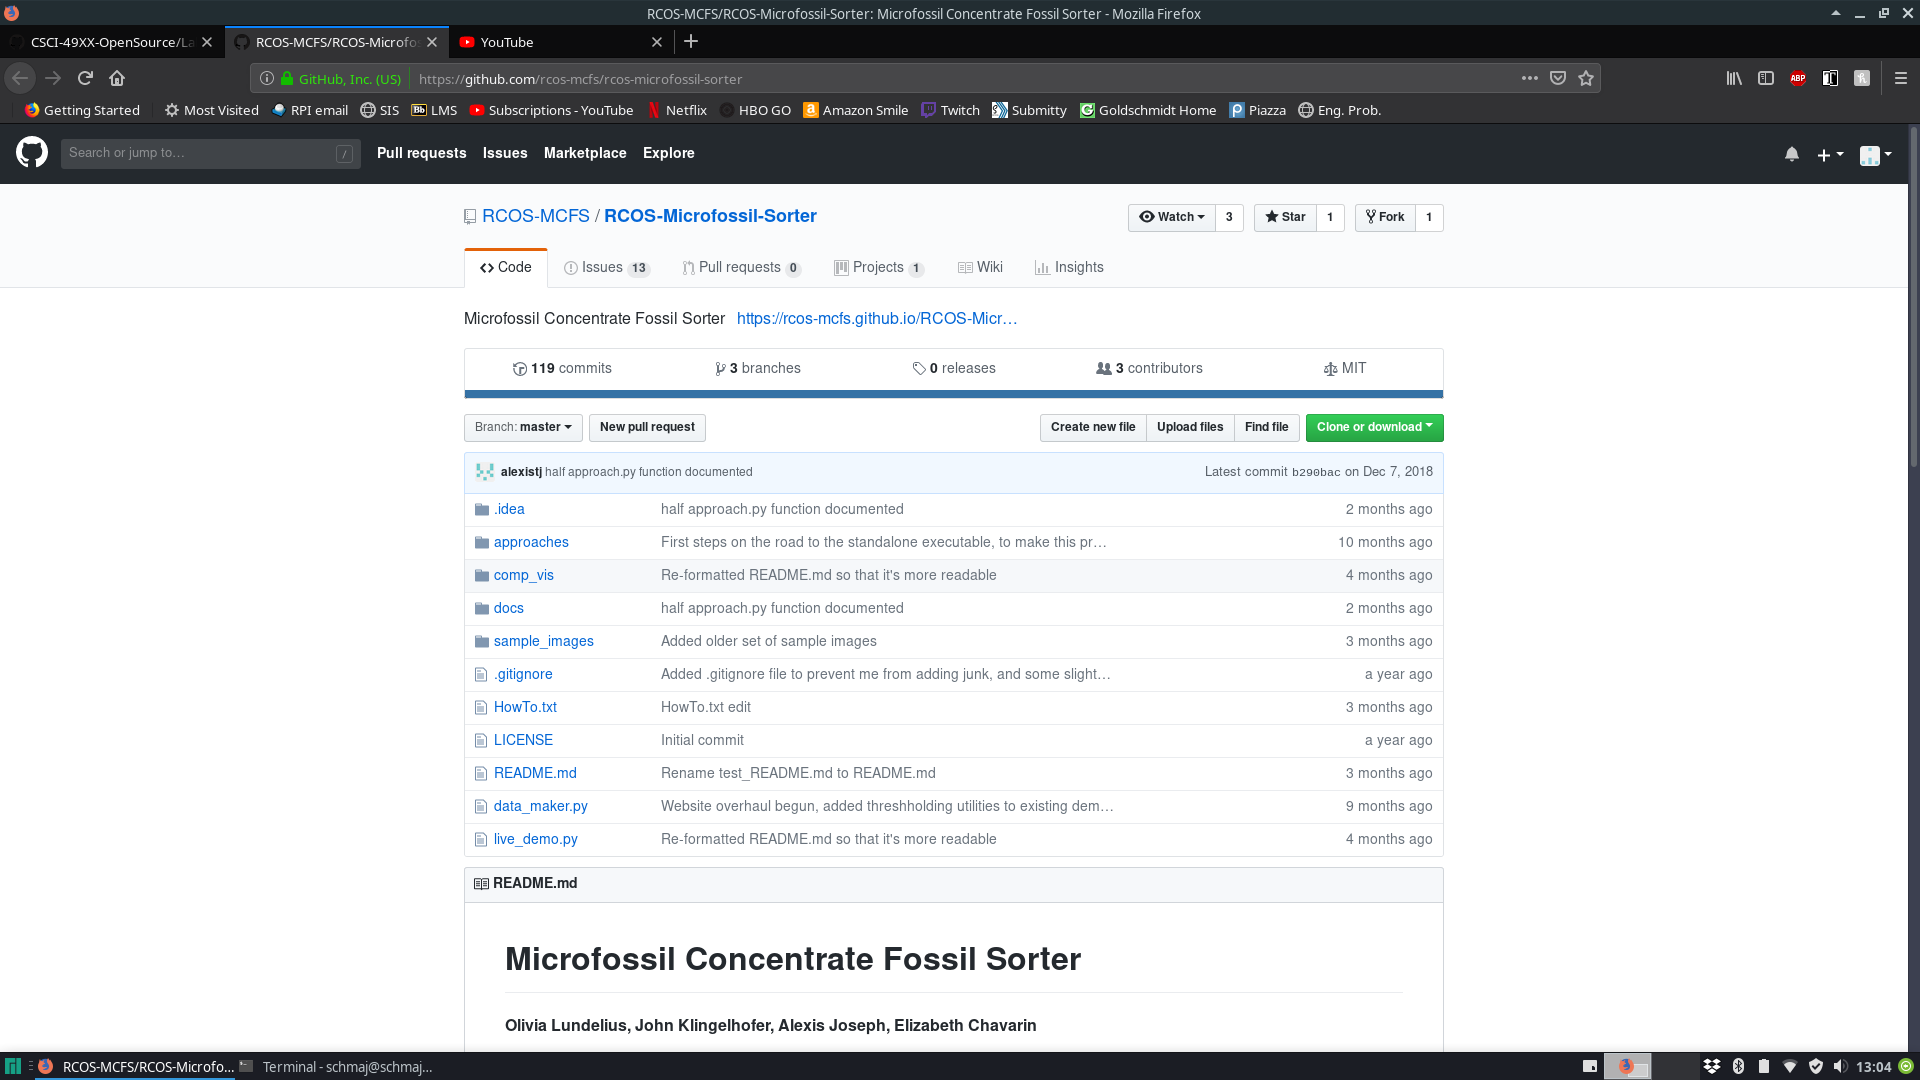 RCOS-MCFS/RCOS-Microfossil-Sorter: Microfossil Concentrate Fossil Sorter - Mozilla Firefox
CSCI-49XX-OpenSource/La
RCOS-MCFS/RCOS-Microfos
YouTube
GitHub, Inc. (US)
https://github.com/rcos-mcfs/rcos-microfossil-sorter
ABP
Getting Started
Most Visited
RPI email
SIS
Bb LMS
Subscriptions - YouTube
Netflix
HBO GO
Amazon Smile
Twitch
Submitty
Goldschmidt Home
Piazza
Eng. Prob.
Search or jump to…
/
Pull requests
Issues
Marketplace
Explore
RCOS-MCFS / RCOS-Microfossil-Sorter
Watch 3
Star 1
Fork 1
Code
Issues 13
Pull requests 0
Projects 1
Wiki
Insights
Microfossil Concentrate Fossil Sorter https://rcos-mcfs.github.io/RCOS-Micr…
119 commits
3 branches
0 releases
3 contributors
MIT
Branch: master
New pull request
Create new file
Upload files
Find file
Clone or download
alexistj half approach.py function documented
Latest commit b290bac on Dec 7, 2018
.idea half approach.py function documented 2 months ago
approaches First steps on the road to the standalone executable, to make this pr… 10 months ago
comp_vis Re-formatted README.md so that it's more readable 4 months ago
docs half approach.py function documented 2 months ago
sample_images Added older set of sample images 3 months ago
.gitignore Added .gitignore file to prevent me from adding junk, and some slight… a year ago
HowTo.txt HowTo.txt edit 3 months ago
LICENSE Initial commit a year ago
README.md Rename test_README.md to README.md 3 months ago
data_maker.py Website overhaul begun, added threshholding utilities to existing dem… 9 months ago
live_demo.py Re-formatted README.md so that it's more readable 4 months ago
README.md
Microfossil Concentrate Fossil Sorter
Olivia Lundelius, John Klingelhofer, Alexis Joseph, Elizabeth Chavarin
RCOS-MCFS/RCOS-Microfo...
Terminal - schmaj@schmaj...
13:04